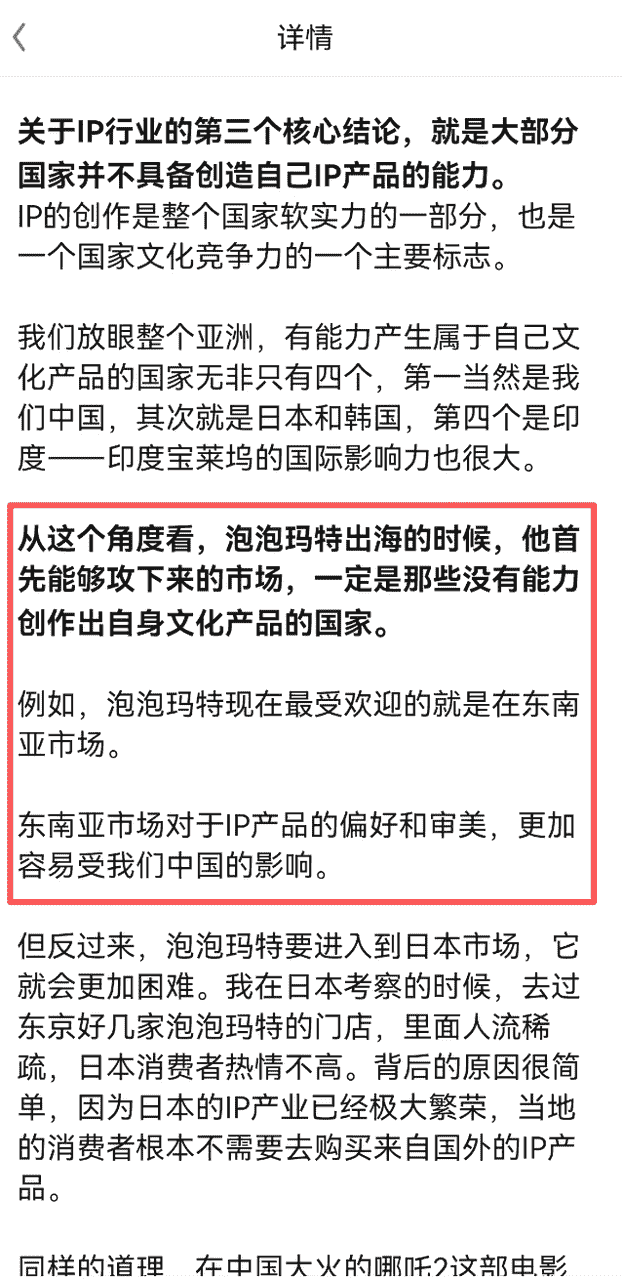 详情
关于IP行业的第三个核心结论，就是大部分
国家并不具备创造自己IP产品的能力。
IP的创作是整个国家软实力的一部分，也是
一个国家文化竞争力的一个主要标志。
我们放眼整个亚洲，有能力产生属于自己文
化产品的国家无非只有四个，第一当然是我
们中国，其次就是日本和韩国，第四个是印
度——印度宝莱坞的国际影响力也很大。
从这个角度看，泡泡玛特出海的时候，他首
先能够攻下来的市场，一定是那些没有能力
创作出自身文化产品的国家。
例如，泡泡玛特现在最受欢迎的就是在东南
亚市场。
东南亚市场对于IP产品的偏好和审美，更加
容易受我们中国的影响。
但反过来，泡泡玛特要进入到日本市场，它
就会更加困难。我在日本考察的时候，去过
东京好几家泡泡玛特的门店，里面人流稀
疏，日本消费者热情不高。背后的原因很简
单，因为日本的IP产业已经极大繁荣，当地
的消费者根本不需要去购买来自国外的IP产
品。
同样的道理，在中国大火的哪吒2这部电影